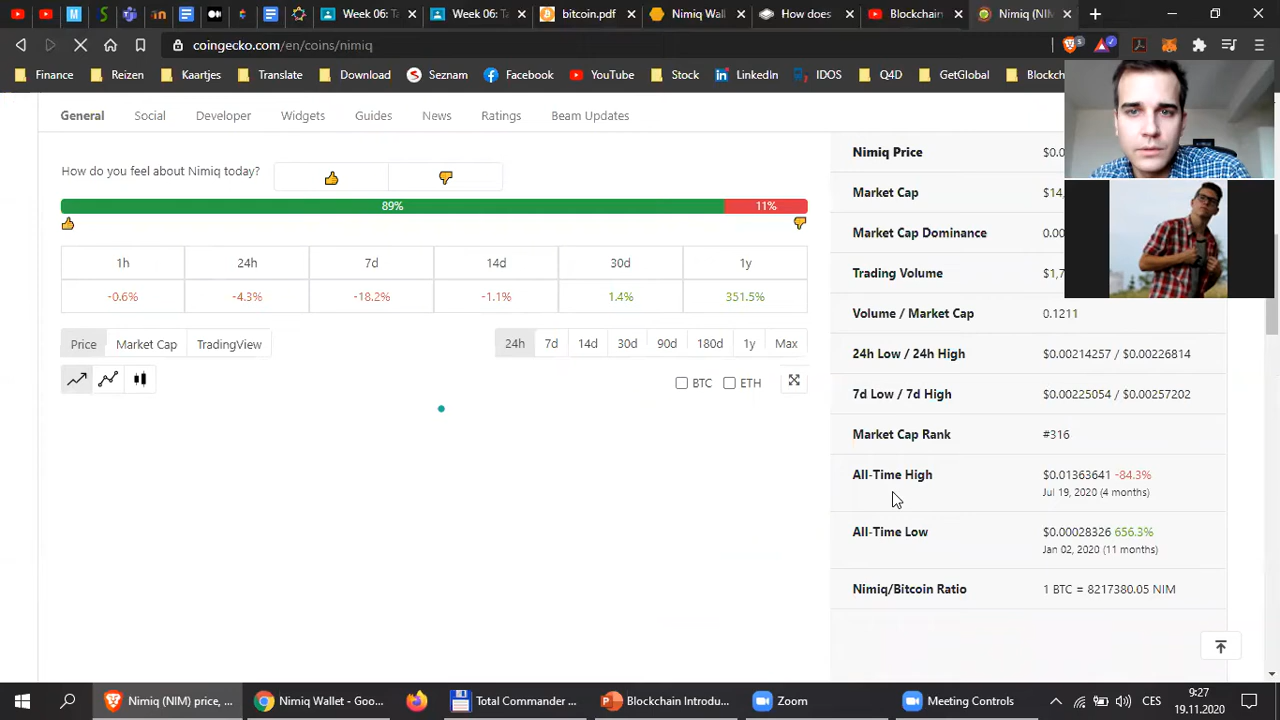 Week 06: Ta
Week 06: Ta
bitcoin.pdf
Nimiq Wall
How does
Blockchain
Nimiq (NIM
coingecko.com/en/coins/nimiq
5
Finance
Reizen
Kaartjes
Translate
Download
Seznam
Facebook
YouTube
Stock
LinkedIn
IDOS
Q4D
GetGlobal
Blockch
General
Social
Developer
Widgets
Guides
News
Ratings
Beam Updates
How do you feel about Nimiq today?
89%
11%
1h
24h
7d
14d
30d
1y
-0.6%
-4.3%
-18.2%
-1.1%
1.4%
351.5%
Price
Market Cap
TradingView
24h
7d
14d
30d
90d
180d
1y
Max
BTC
ETH
Nimiq Price
$0.0
Market Cap
$14,
Market Cap Dominance
0.00
Trading Volume
$1,7
Volume / Market Cap
0.1211
24h Low / 24h High
$0.00214257 / $0.00226814
7d Low / 7d High
$0.00225054 / $0.00257202
Market Cap Rank
#316
All-Time High
$0.01363641 -84.3%
Jul 19, 2020 (4 months)
All-Time Low
$0.00028326 656.3%
Jan 02, 2020 (11 months)
Nimiq/Bitcoin Ratio
1 BTC = 8217380.05 NIM
Nimiq (NIM) price, ...
Nimiq Wallet - Goo...
Total Commander ...
Blockchain Introdu...
Zoom
Meeting Controls
CES
9:27
19.11.2020